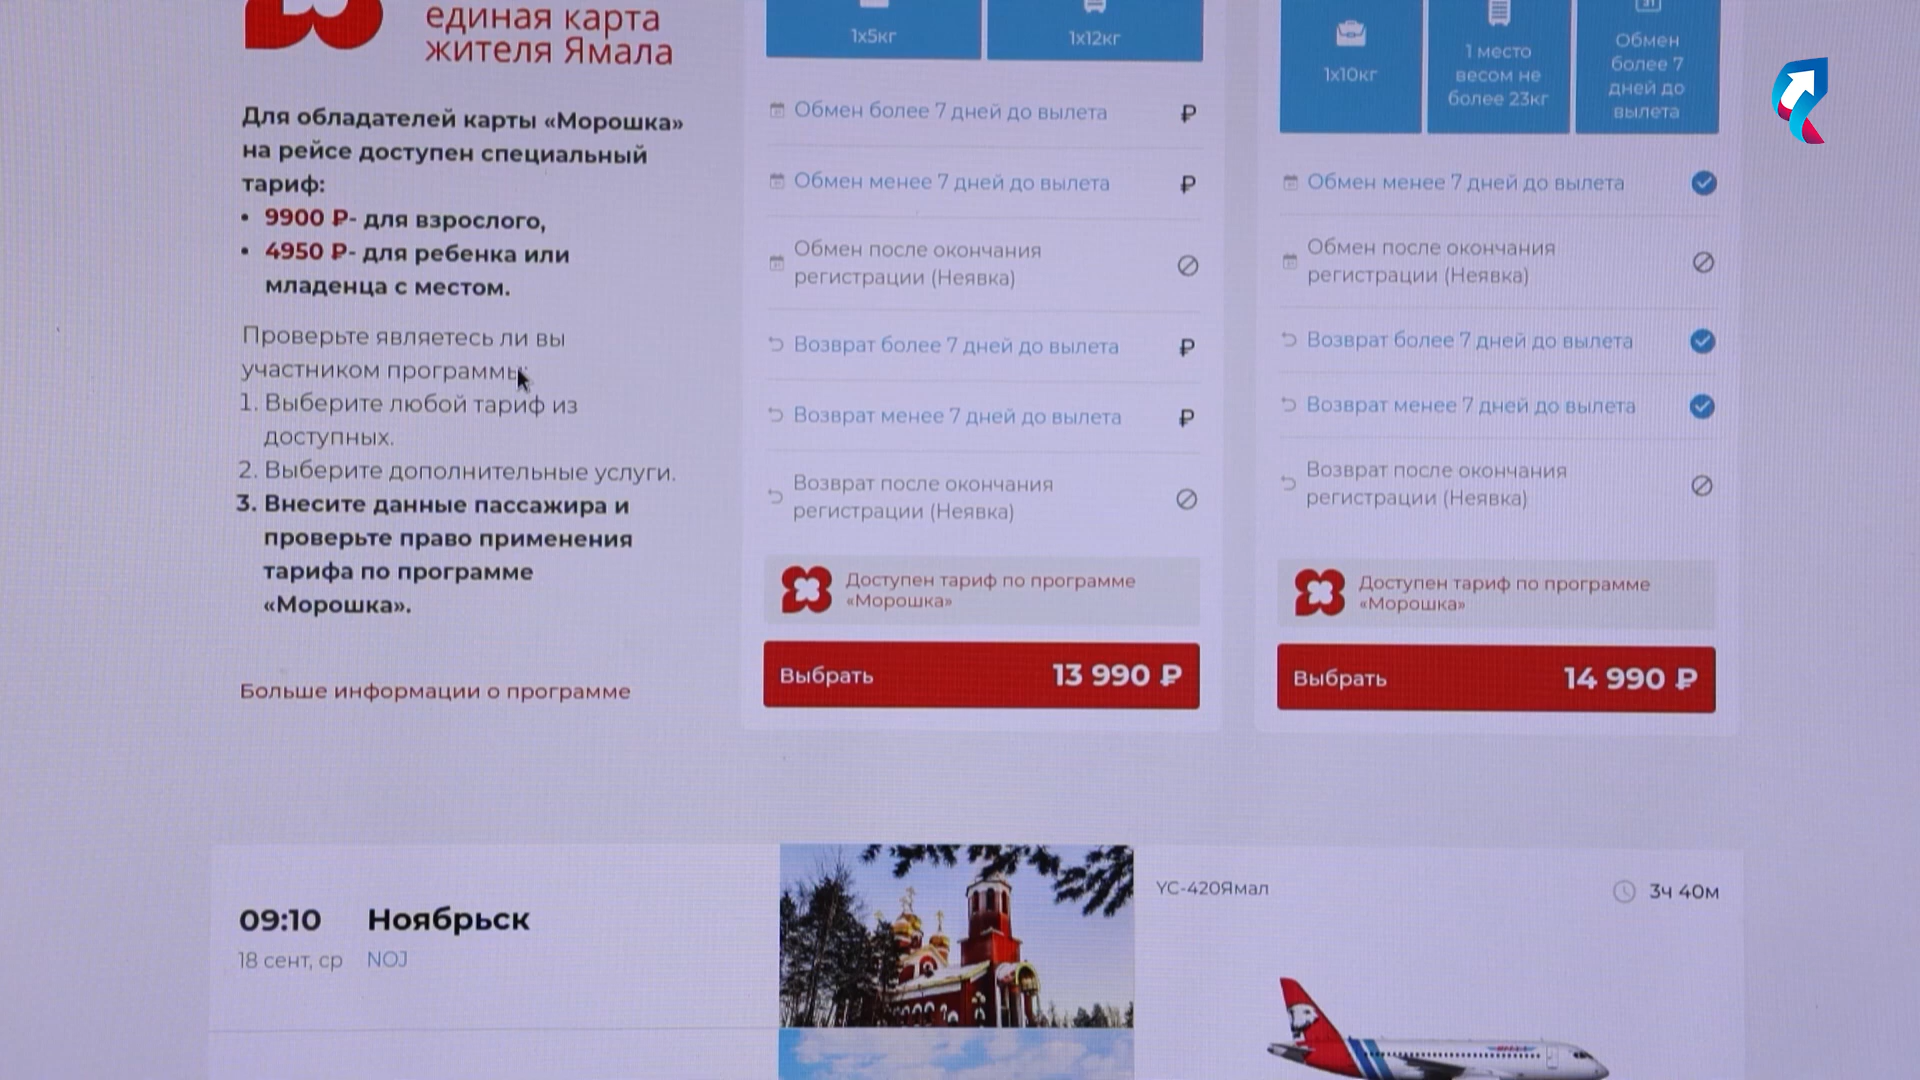 единая карта
жителя Ямала
Для обладателей карты «Морошка»
на рейсе доступен специальный
тариф:
• 9900 ₽- для взрослого,
• 4950 ₽- для ребенка или
младенца с местом.
Проверьте являетесь ли вы
участником программы:
1. Выберите любой тариф из
доступных.
2. Выберите дополнительные услуги.
3. Внесите данные пассажира и
проверьте право применения
тарифа по программе
«Морошка».
Больше информации о программе
1x5кг
1x12кг
Обмен более 7 дней до вылета ₽
Обмен менее 7 дней до вылета ₽
Обмен после окончания
регистрации (Неявка)
Возврат более 7 дней до вылета ₽
Возврат менее 7 дней до вылета ₽
Возврат после окончания
регистрации (Неявка)
Доступен тариф по программе
«Морошка»
Выбрать 13 990 ₽
1x10кг
1 место
весом не
более 23кг
31
Обмен
более 7
дней до
вылета
Обмен менее 7 дней до вылета
Обмен после окончания
регистрации (Неявка)
Возврат более 7 дней до вылета
Возврат менее 7 дней до вылета
Возврат после окончания
регистрации (Неявка)
Доступен тариф по программе
«Морошка»
Выбрать 14 990 ₽
09:10 Ноябрьск
18 сент, ср NOJ
YC-420Ямал
3ч 40м